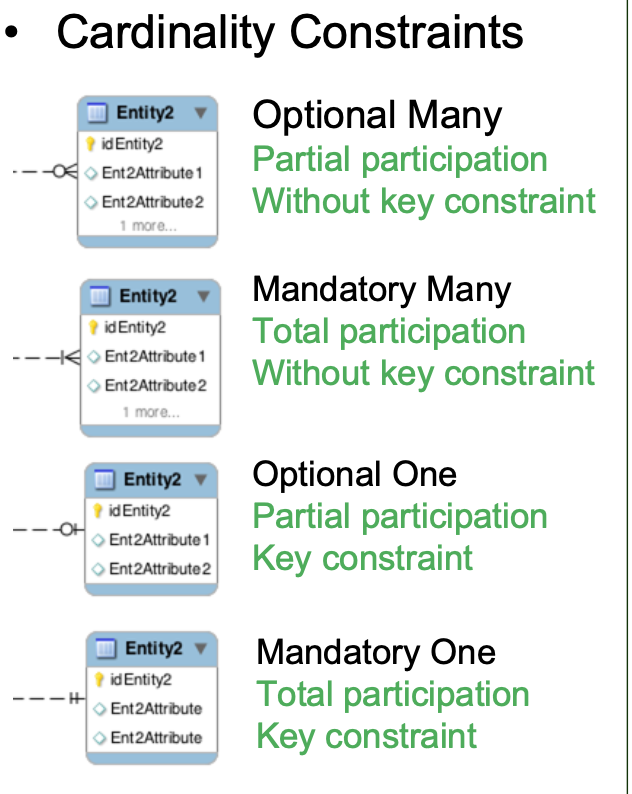 • Cardinality Constraints
Entity2
idEntity2
Ent2Attribute1
Ent2Attribute2
1 more...
Optional Many
Partial participation
Without key constraint
Entity2
idEntity2
Ent2Attribute1
Ent2Attribute2
1 more...
Mandatory Many
Total participation
Without key constraint
Entity2
idEntity2
Ent2Attribute1
Ent2Attribute2
Optional One
Partial participation
Key constraint
Entity2
idEntity2
Ent2Attribute
Ent2Attribute
Mandatory One
Total participation
Key constraint